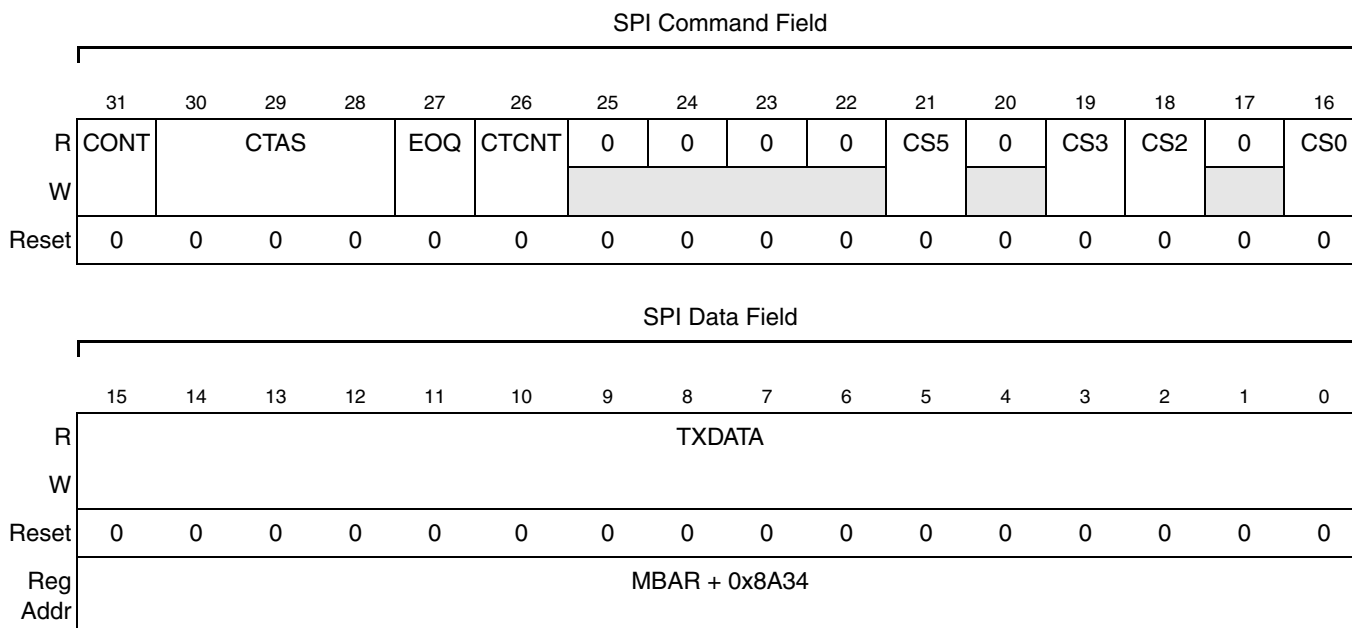 SPI Command Field
31 30 29 28 27 26 25 24 23 22 21 20 19 18 17 16
R CONT CTAS EOQ CTCNT 0 0 0 0 CS5 0 CS3 CS2 0 CS0
W
Reset 0 0 0 0 0 0 0 0 0 0 0 0 0 0 0 0
SPI Data Field
15 14 13 12 11 10 9 8 7 6 5 4 3 2 1 0
R TXDATA
W
Reset 0 0 0 0 0 0 0 0 0 0 0 0 0 0 0 0
Reg MBAR + 0x8A34
Addr